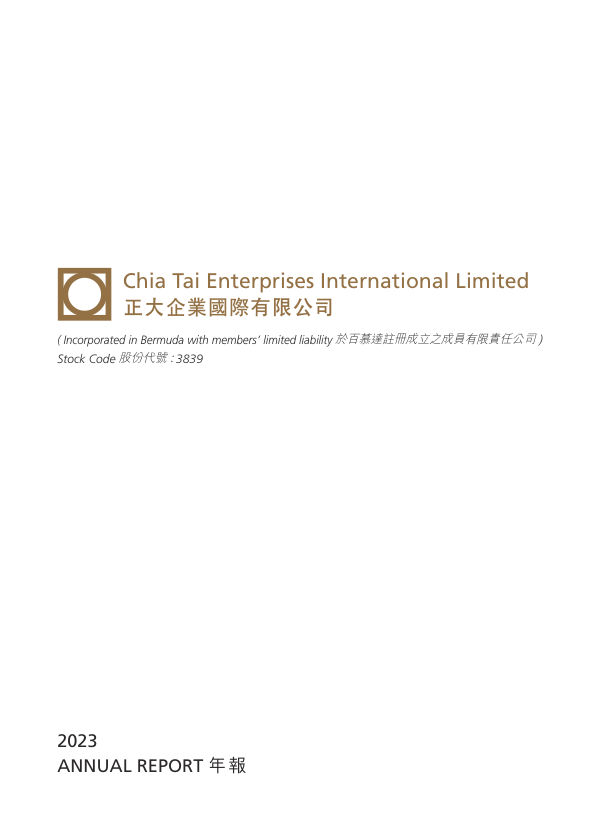 Chia Tai Enterprises International Limited
正大企業國際有限公司
( Incorporated in Bermuda with members’ limited liability 於百慕達註冊成立之成員有限責任公司 )
Stock Code 股份代號 : 3839
2023
ANNUAL REPORT 年報